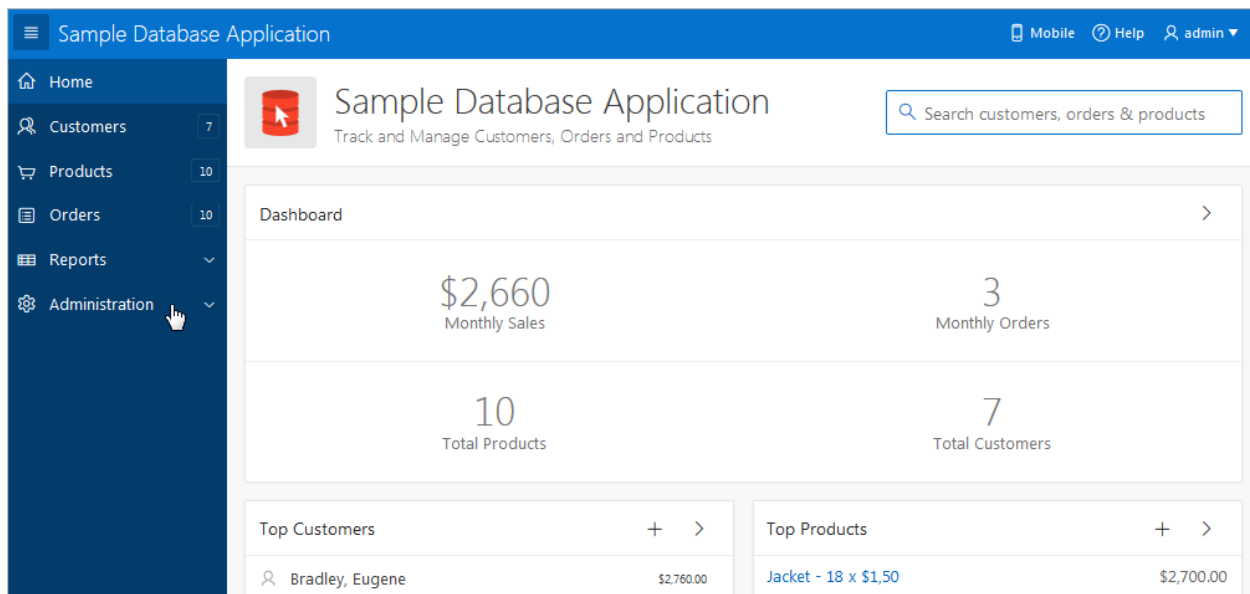 Sample Database Application
Mobile
Help
admin
Home
Customers 7
Products 10
Orders 10
Reports
Administration
Sample Database Application
Track and Manage Customers, Orders and Products
Search customers, orders & products
Dashboard
$2,660
Monthly Sales
3
Monthly Orders
10
Total Products
7
Total Customers
Top Customers
Bradley, Eugene $2,760.00
Top Products
Jacket - 18 x $1,50 $2,700.00